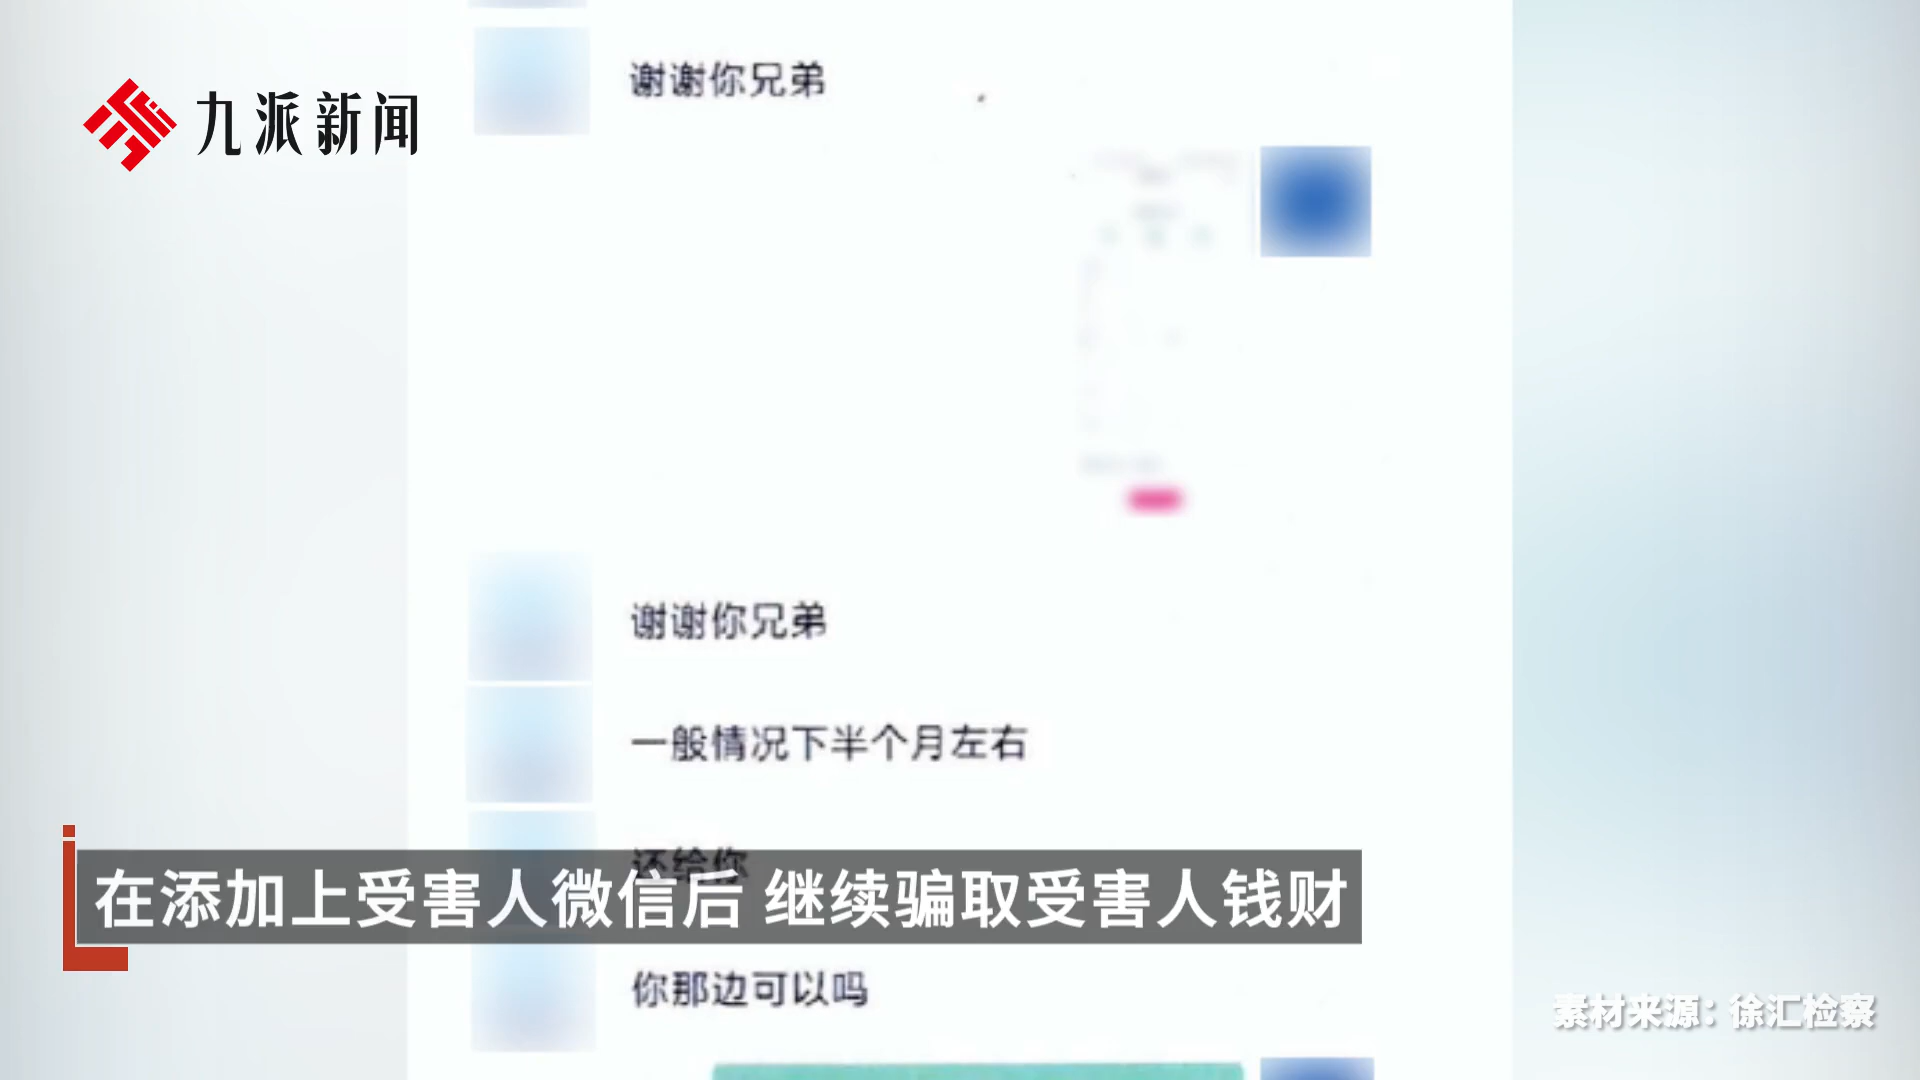 谢谢你兄弟
九派新闻
谢谢你兄弟
一般情况下半个月左右
还给你
在添加上受害人微信后 继续骗取受害人钱财
你那边可以吗
素材来源：徐汇检察